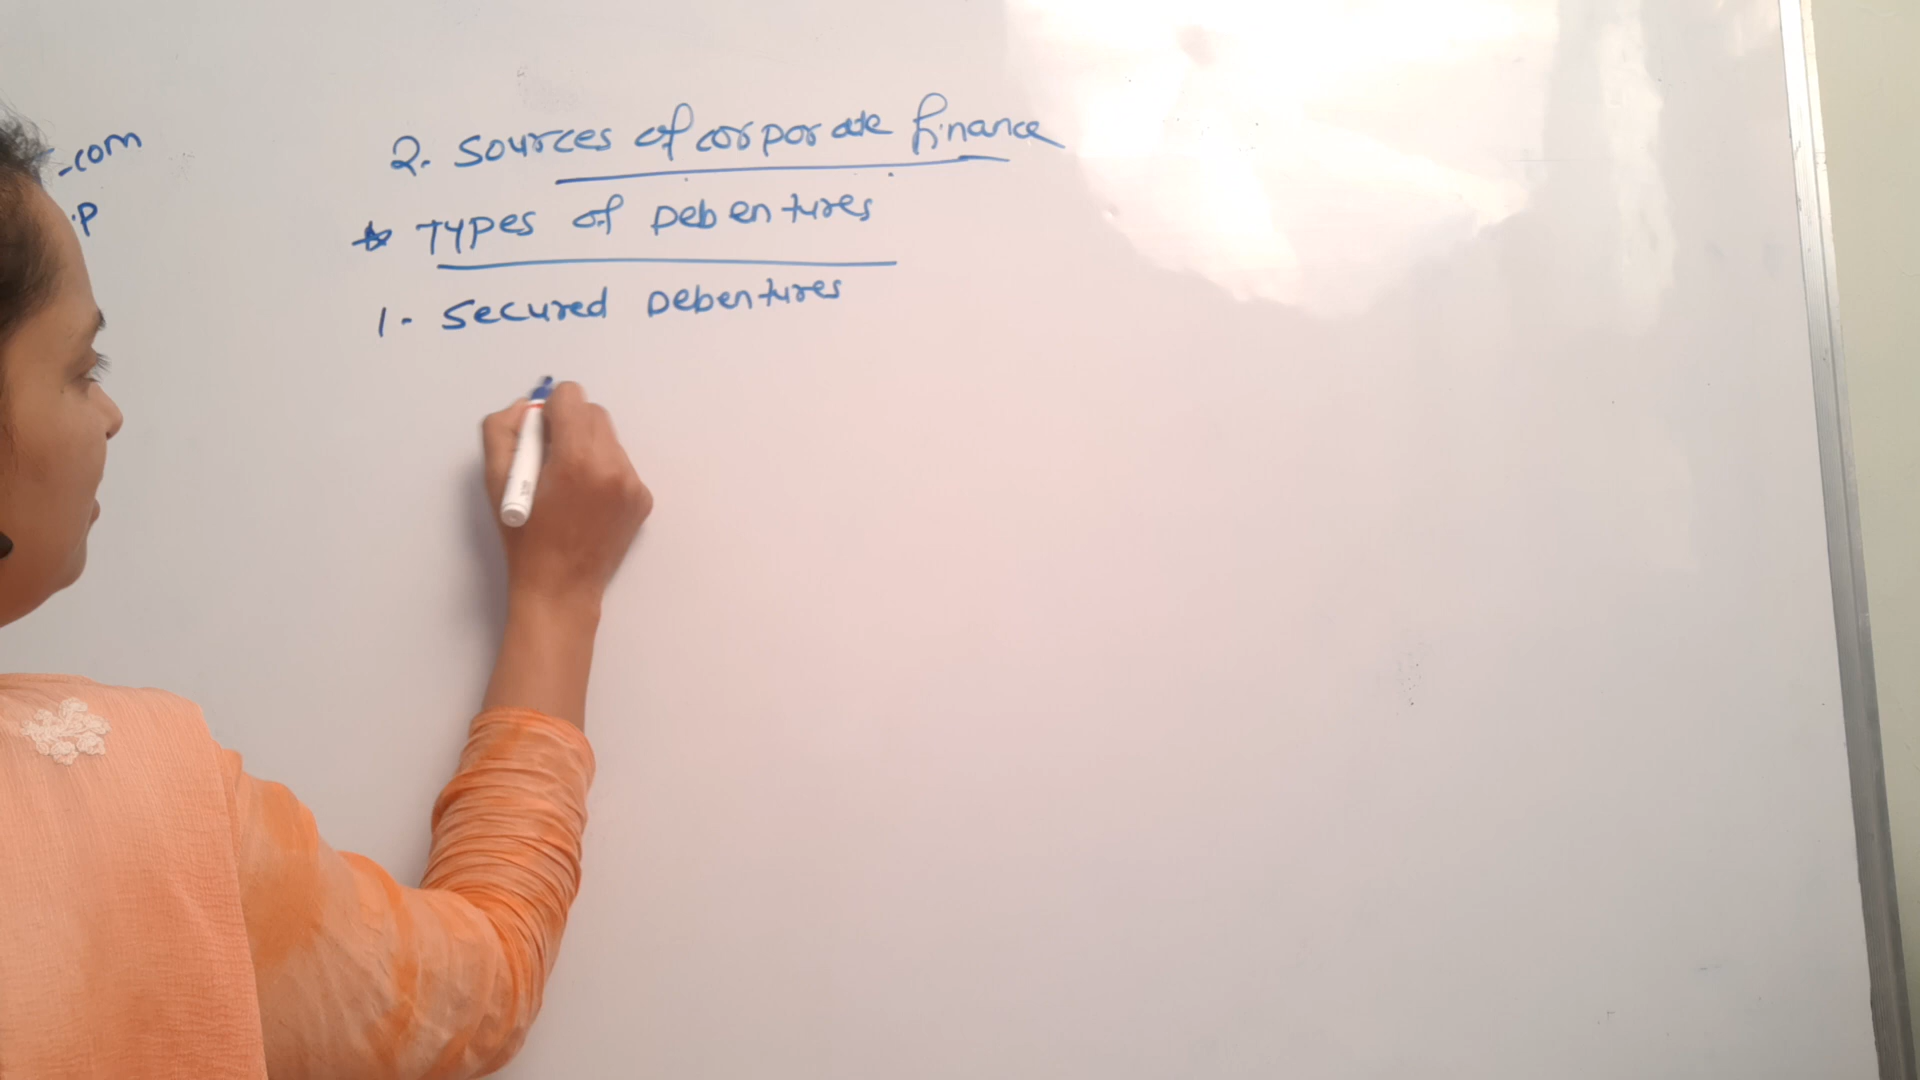 -com
.P
2. Sources of corporate finance
* Types of Debentures
1- Secured Debentures